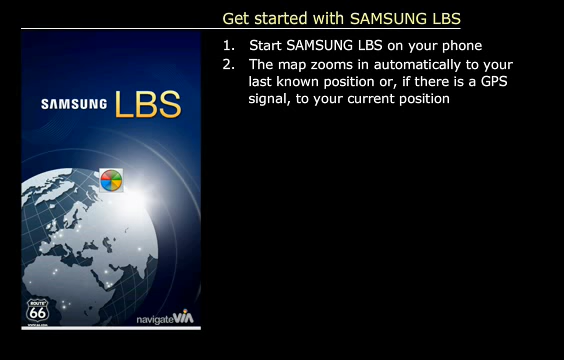 Get started with SAMSUNG LBS
1. Start SAMSUNG LBS on your phone
2. The map zooms in automatically to your
last known position or, if there is a GPS
signal, to your current position
SAMSUNG LBS
ROUTE
66
navigate VIA